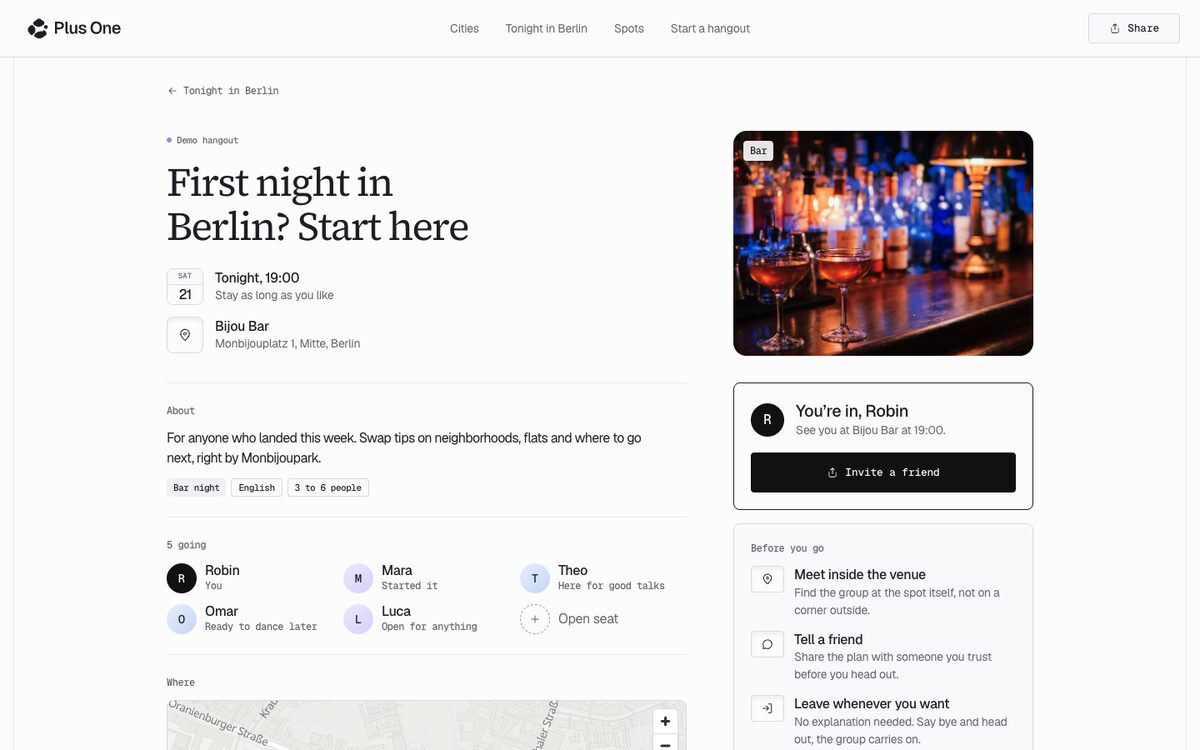 Plus One
Cities
Tonight in Berlin
Spots
Start a hangout
Share
← Tonight in Berlin
Demo hangout
First night in
Berlin? Start here
SAT
21
Tonight, 19:00
Stay as long as you like
Bijou Bar
Monbijouplatz 1, Mitte, Berlin
About
For anyone who landed this week. Swap tips on neighborhoods, flats and where to go
next, right by Monbijoupark.
Bar night
English
3 to 6 people
5 going
R
Robin
You
M
Mara
Started it
T
Theo
Here for good talks
O
Omar
Ready to dance later
L
Luca
Open for anything
+
Open seat
Where
Oranienburger Straße
+
−
Bar
R
You’re in, Robin
See you at Bijou Bar at 19:00.
Invite a friend
Before you go
Meet inside the venue
Find the group at the spot itself, not on a
corner outside.
Tell a friend
Share the plan with someone you trust
before you head out.
Leave whenever you want
No explanation needed. Say bye and head
out, the group carries on.